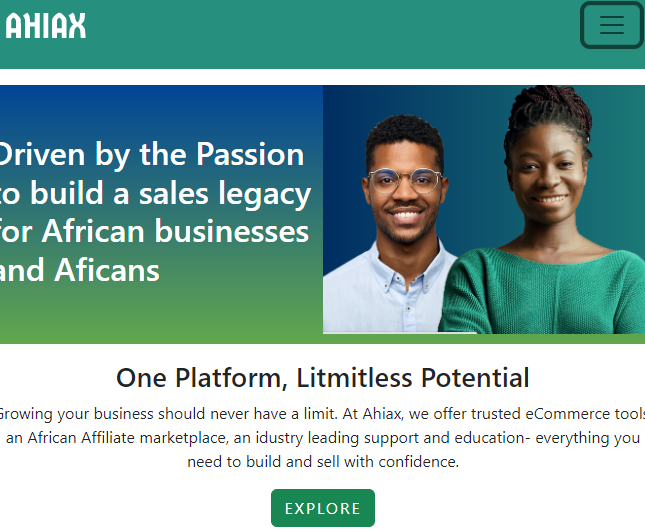 AHIAX
Driven by the Passion
to build a sales legacy
for African businesses
and Aficans
One Platform, Litmitless Potential
Growing your business should never have a limit. At Ahiax, we offer trusted eCommerce tools
an African Affiliate marketplace, an idustry leading support and education- everything you
need to build and sell with confidence.
EXPLORE